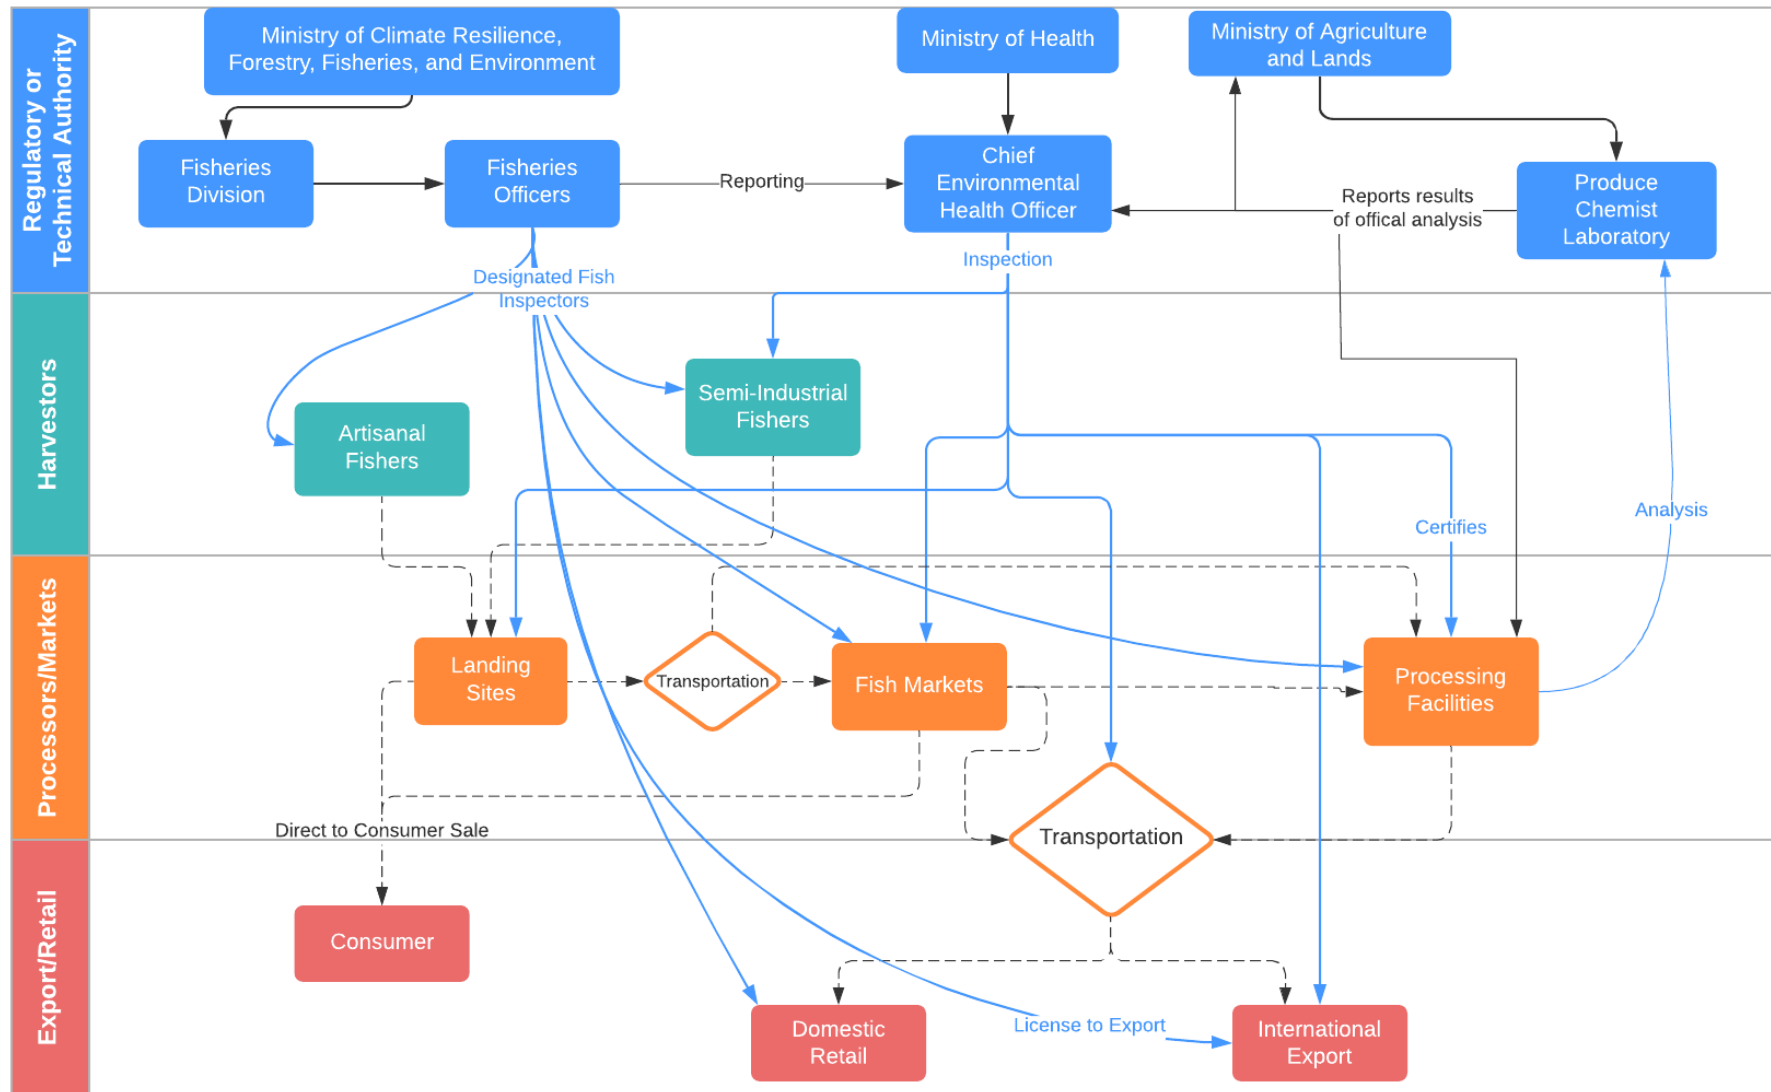 Regulatory or
Technical Authority
Ministry of Climate Resilience,
Forestry, Fisheries, and Environment
Ministry of Health
Ministry of Agriculture
and Lands
Fisheries
Division
Fisheries
Officers
Reporting
Chief
Environmental
Health Officer
Reports results
of offical analysis
Produce
Chemist
Laboratory
Designated Fish
Inspectors
Inspection
Harvestors
Artisanal
Fishers
Semi-Industrial
Fishers
Certifies
Analysis
Processors/Markets
Landing
Sites
Transportation
Fish Markets
Processing
Facilities
Direct to Consumer Sale
Transportation
Export/Retail
Consumer
Domestic
Retail
License to Export
International
Export